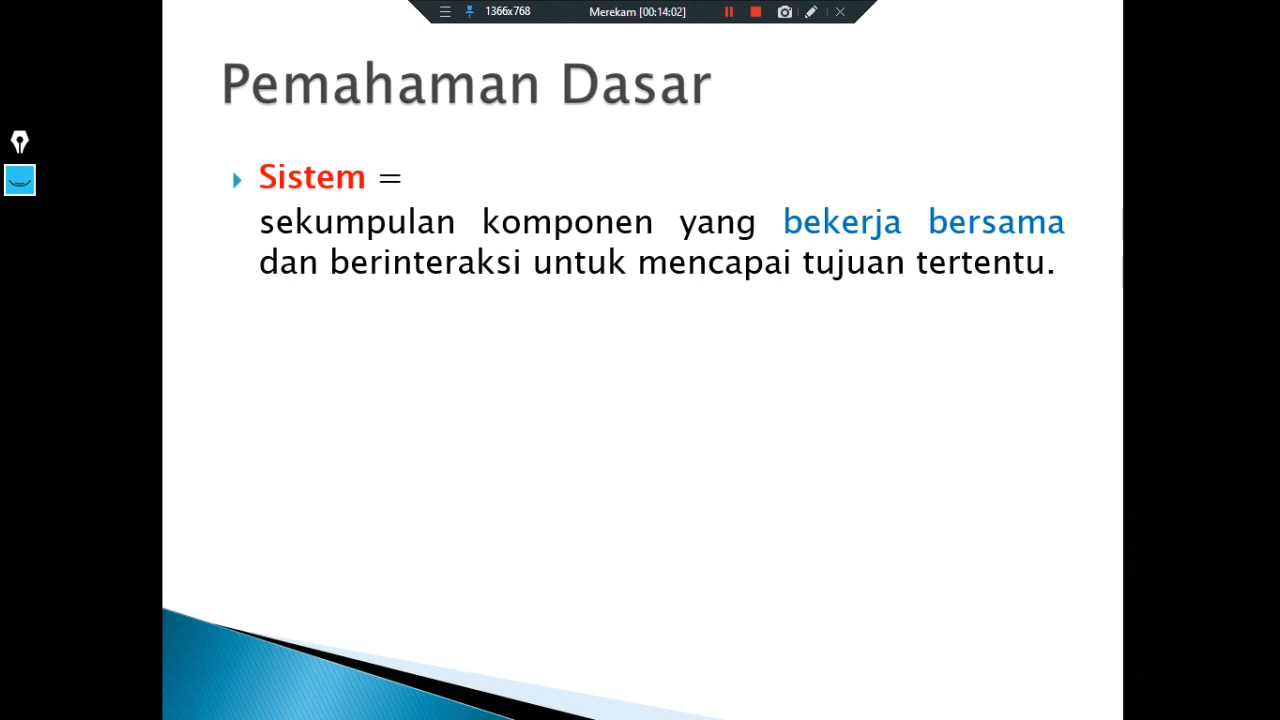 1366x768 Merekam [00:14:02]
Pemahaman Dasar
Sistem =
sekumpulan komponen yang bekerja bersama
dan berinteraksi untuk mencapai tujuan tertentu.